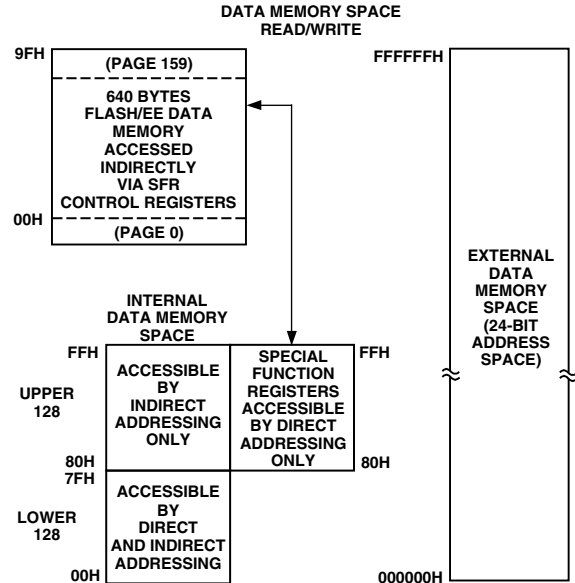 DATA MEMORY SPACE
READ/WRITE
9FH
(PAGE 159)
640 BYTES
FLASH/EE DATA
MEMORY
ACCESSED
INDIRECTLY
VIA SFR
CONTROL REGISTERS
00H
(PAGE 0)
FFFFFFH
EXTERNAL
DATA
MEMORY
SPACE
(24-BIT
ADDRESS
SPACE)
000000H
INTERNAL
DATA MEMORY
SPACE
FFH
ACCESSIBLE
BY
INDIRECT
ADDRESSING
ONLY
UPPER
128
80H
SPECIAL
FUNCTION
REGISTERS
ACCESSIBLE
BY DIRECT
ADDRESSING
ONLY
FFH
80H
7FH
ACCESSIBLE
BY
DIRECT
AND INDIRECT
ADDRESSING
LOWER
128
00H